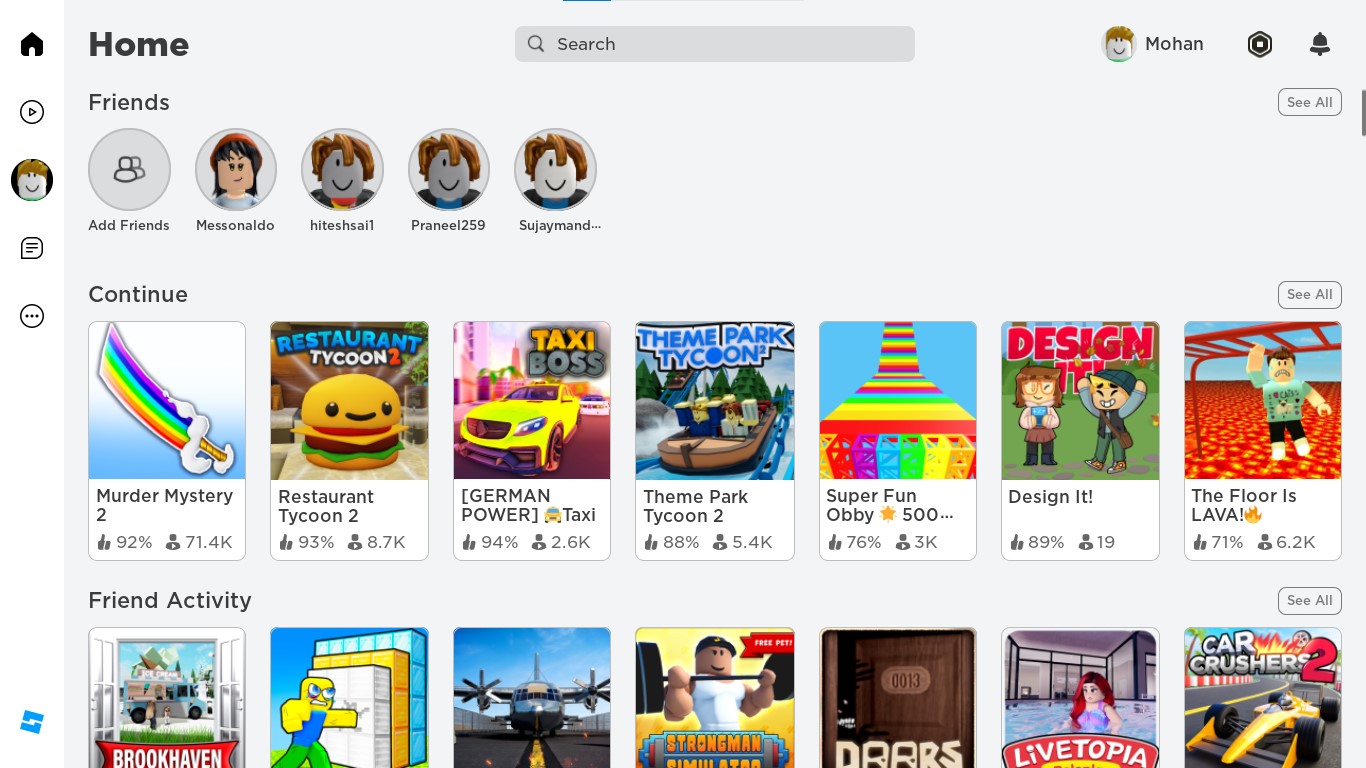 Home
Search
Mohan
Friends
See All
Add Friends
Messonaldo
hiteshsai1
Praneel259
Sujaymand...
Continue
See All
RESTAURANT
TYCOON 2
TAXI
BOSS
THEME PARK
TYCOON 2
DESIGN
IT!
Murder Mystery
2
92% 71.4K
Restaurant
Tycoon 2
93% 8.7K
[GERMAN
POWER] 🚖Taxi
94% 2.6K
Theme Park
Tycoon 2
88% 5.4K
Super Fun
Obby 🌟 500...
76% 3K
Design It!
89% 19
The Floor Is
LAVA!🔥
71% 6.2K
Friend Activity
See All
ICE CREAM
BROOKHAVEN
FREE PET!
STRONGMAN
SIMULATOR
0013
DOORS
LIVETOPIA
CAR
CRUSHERS 2